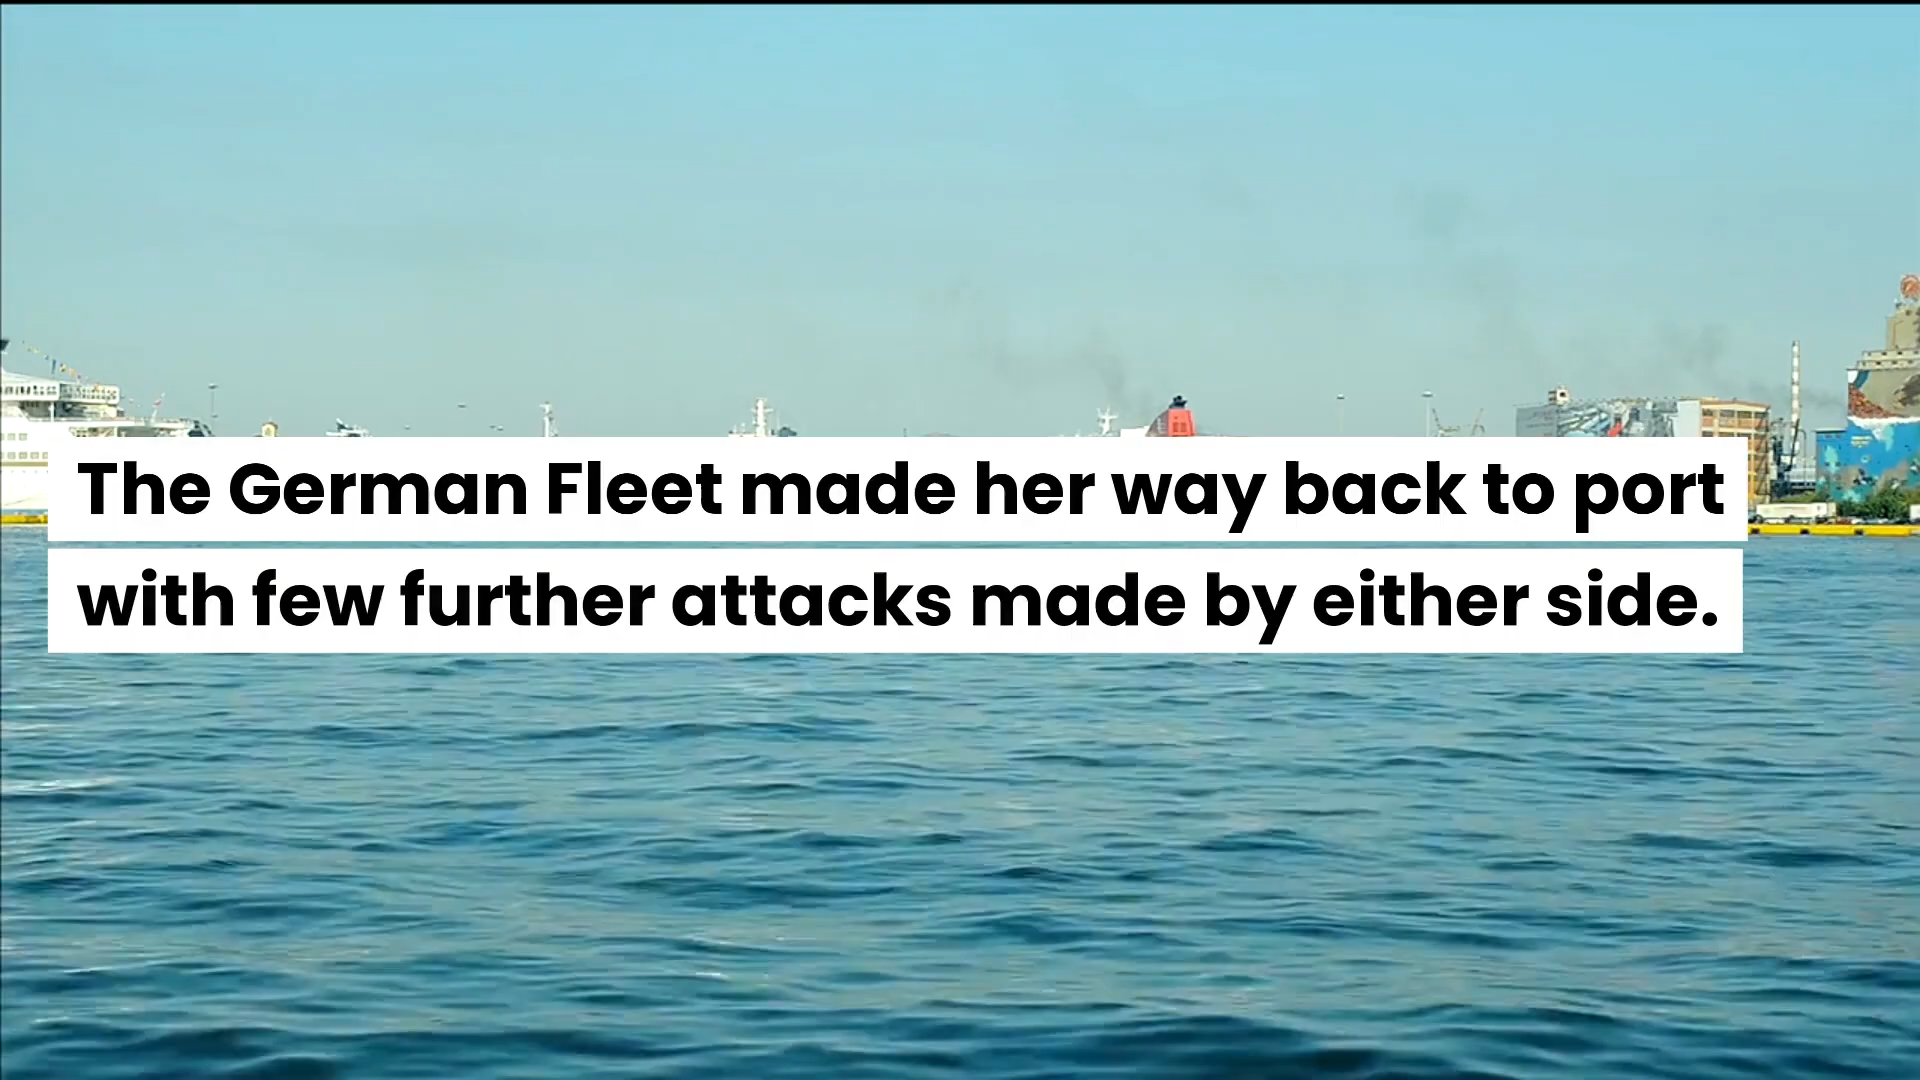 The German Fleet made her way back to port
with few further attacks made by either side.